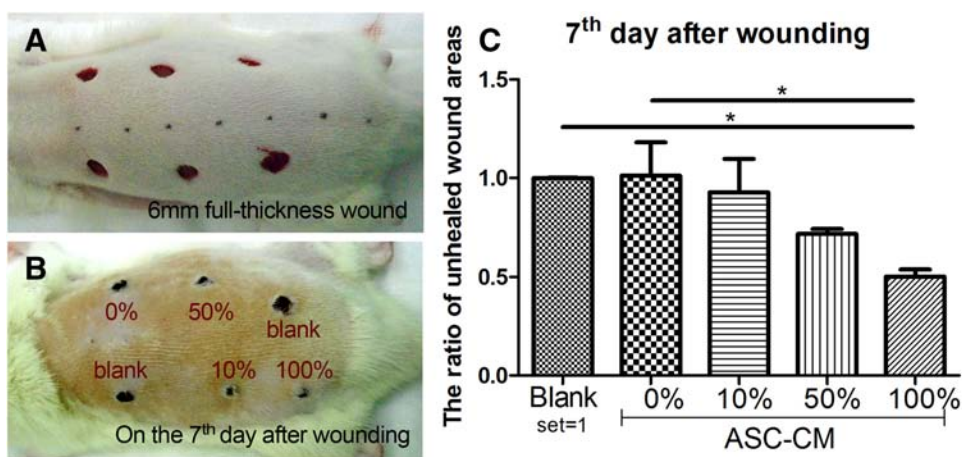 A
6mm full-thickness wound
B
0%
50%
blank
blank
10%
100%
On the 7th day after wounding
C
7th day after wounding
The ratio of unhealed wound areas
1.5
*
*
1.0
0.5
0.0
Blank
0%
10%
50%
100%
set=1
ASC-CM